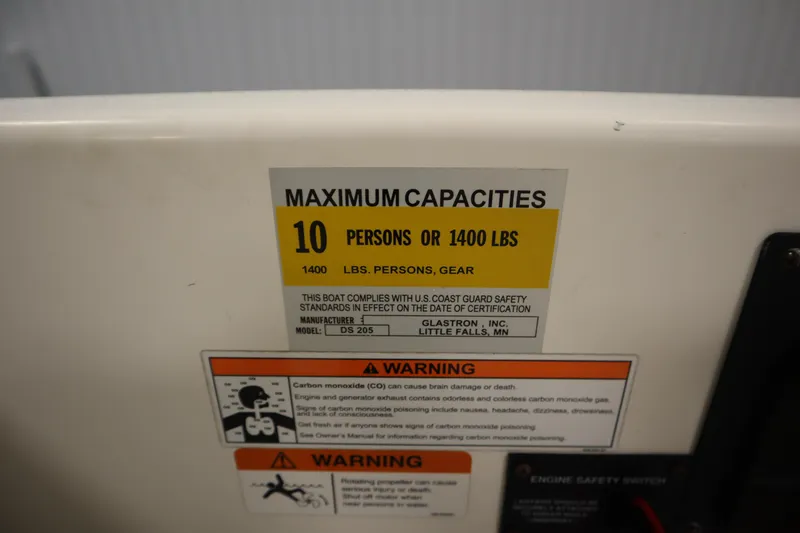 MAXIMUM CAPACITIES
10 PERSONS OR 1400 LBS
1400 LBS. PERSONS, GEAR
THIS BOAT COMPLIES WITH U.S. COAST GUARD SAFETY
STANDARDS IN EFFECT ON THE DATE OF CERTIFICATION
MANUFACTURER : GLASTRON , INC.
MODEL: DS 205 LITTLE FALLS, MN
WARNING
Carbon monoxide (CO) can cause brain damage or death.
Engine and generator exhaust contains odorless and colorless carbon monoxide gas.
Signs of carbon monoxide poisoning include nausea, headache, dizziness, drowsiness,
and lack of consciousness.
Get fresh air if anyone shows signs of carbon monoxide poisoning.
See Owner's Manual for information regarding carbon monoxide poisoning.
WARNING
Rotating propeller can cause
serious injury or death.
Shut off motor when
near persons in water.
ENGINE SAFETY SWITCH